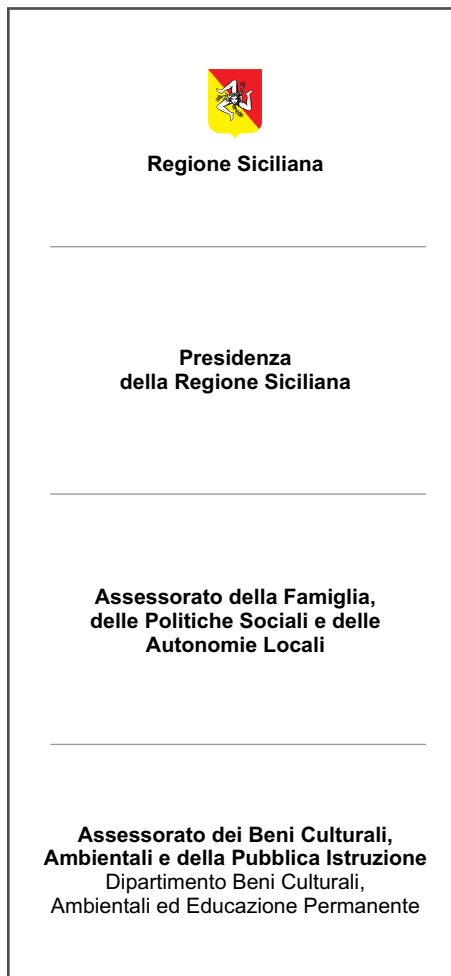 Regione Siciliana
Presidenza
della Regione Siciliana
Assessorato della Famiglia,
delle Politiche Sociali e delle
Autonomie Locali
Assessorato dei Beni Culturali,
Ambientali e della Pubblica Istruzione
Dipartimento Beni Culturali,
Ambientali ed Educazione Permanente